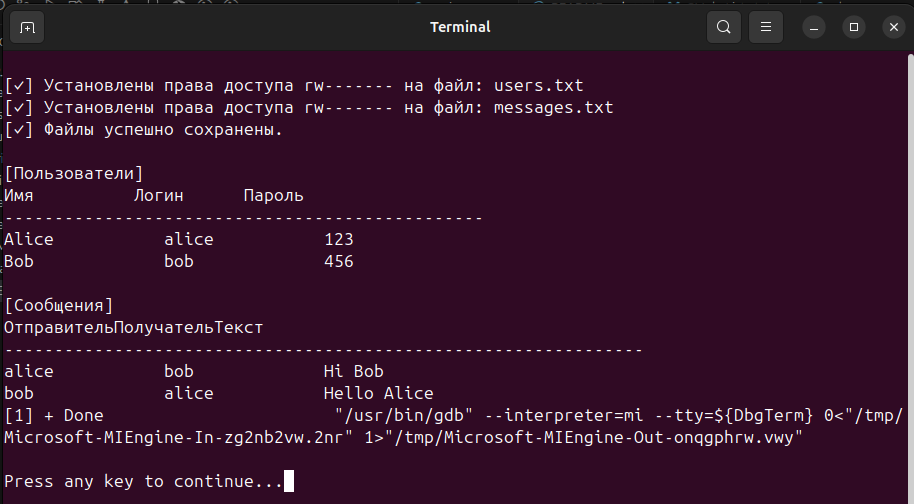 Terminal
[✓] Установлены права доступа rw------- на файл: users.txt
[✓] Установлены права доступа rw------- на файл: messages.txt
[✓] Файлы успешно сохранены.
[Пользователи]
Имя Логин Пароль
------------------------------------------------
Alice alice 123
Bob bob 456
[Сообщения]
ОтправительПолучательТекст
----------------------------------------------------------------
alice bob Hi Bob
bob alice Hello Alice
[1] + Done "/usr/bin/gdb" --interpreter=mi --tty=${DbgTerm} 0<"/tmp/
Microsoft-MIEngine-In-zg2nb2vw.2nr" 1>"/tmp/Microsoft-MIEngine-Out-onqgphrw.vwy"
Press any key to continue...